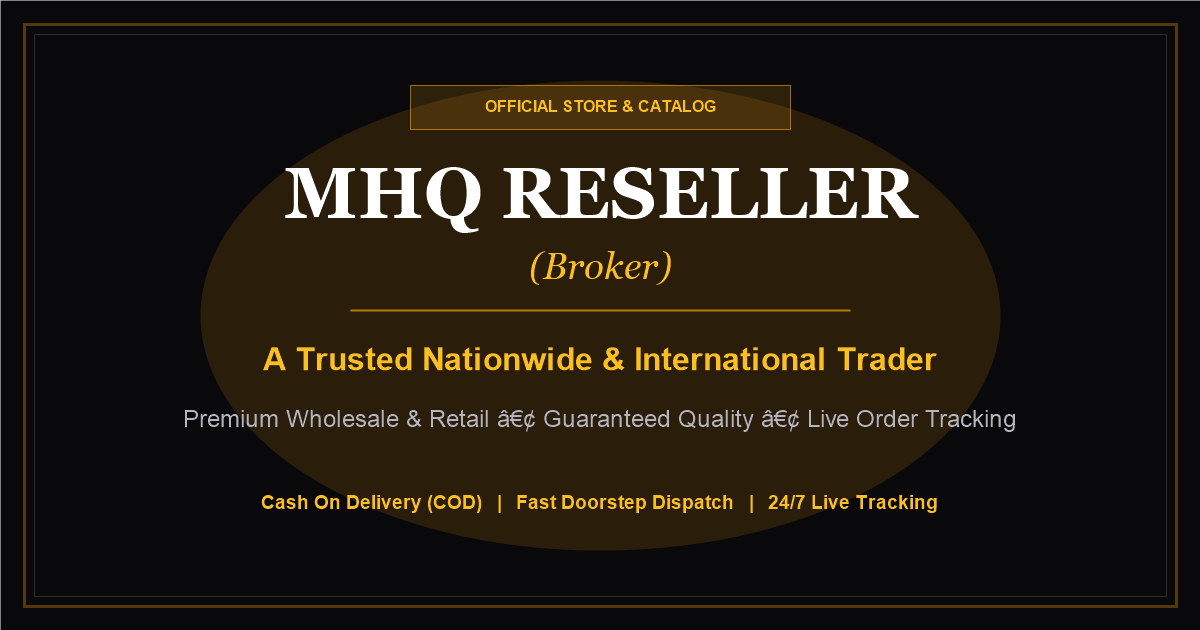 OFFICIAL STORE & CATALOG
MHQ RESELLER
(Broker)
A Trusted Nationwide & International Trader
Premium Wholesale & Retail • Guaranteed Quality • Live Order Tracking
Cash On Delivery (COD) | Fast Doorstep Dispatch | 24/7 Live Tracking